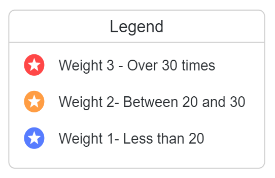 Legend
Weight 3 - Over 30 times
Weight 2- Between 20 and 30
Weight 1- Less than 20